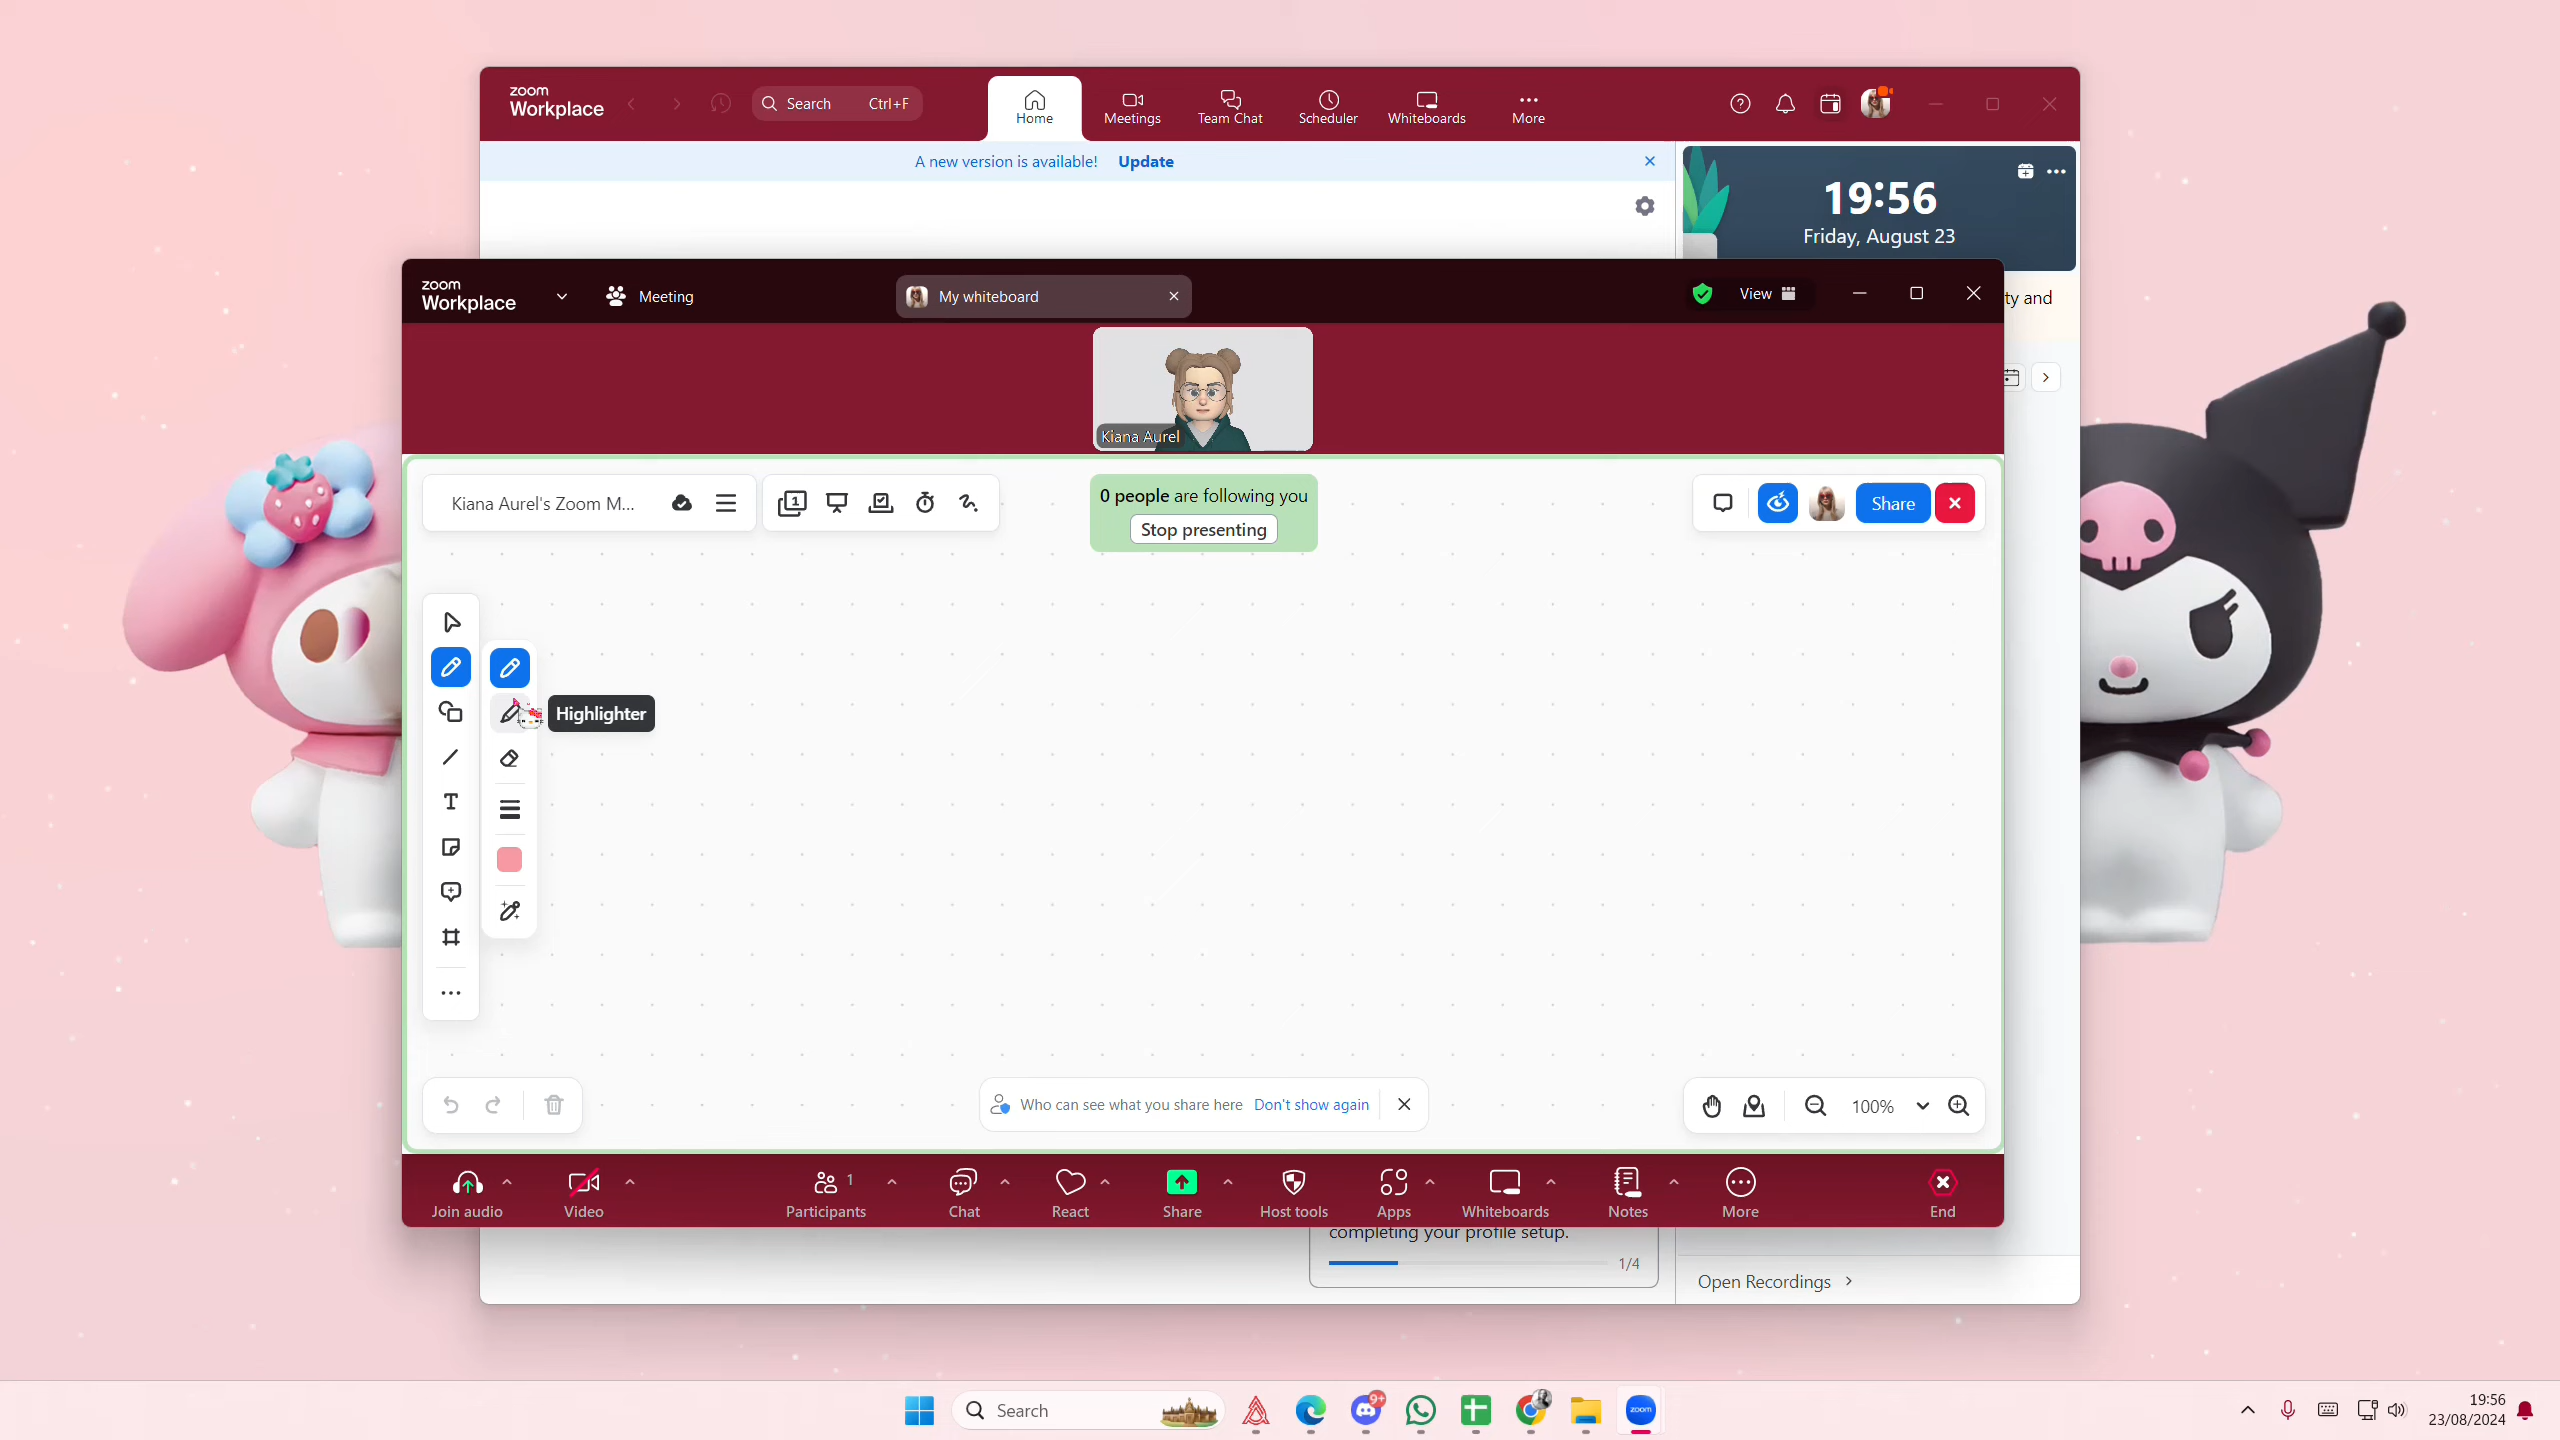 zoom
Workplace
Search Ctrl+F
Home
Meetings
Team Chat
Scheduler
Whiteboards
More
A new version is available! Update
19:56
Friday, August 23
zoom
Workplace
Meeting
My whiteboard
View
ty and
Kiana Aurel
Kiana Aurel's Zoom M...
1
0 people are following you
Stop presenting
Share
Highlighter
T
Who can see what you share here Don't show again
100%
Join audio
Video
1
Participants
Chat
React
Share
Host tools
Apps
Whiteboards
Notes
More
End
completing your profile setup.
1/4
Open Recordings
Search
9+
zoom
19:56
23/08/2024